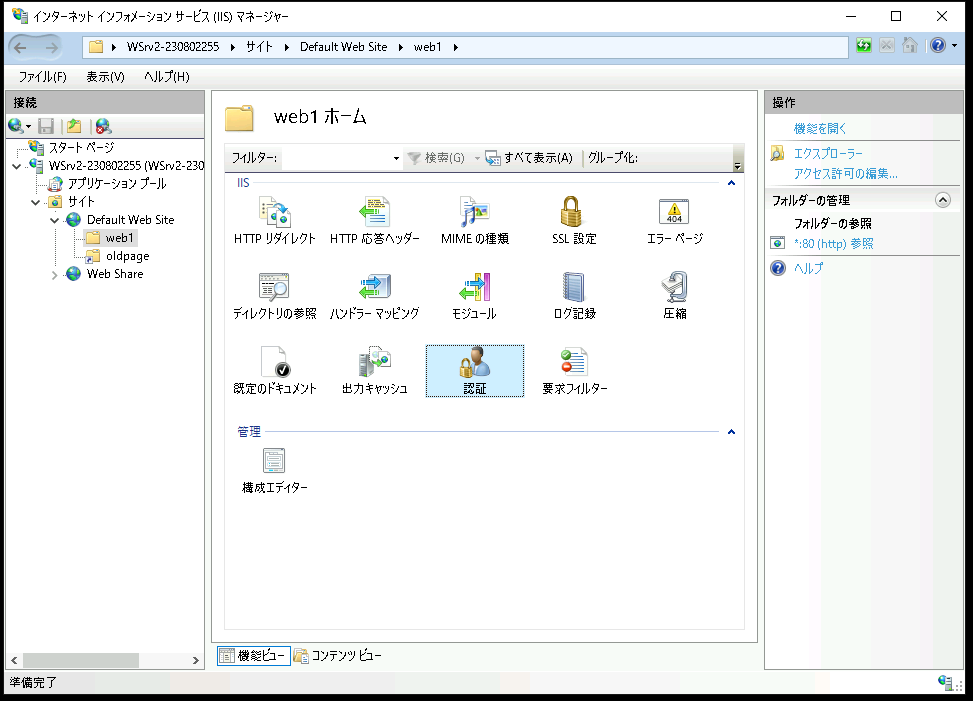 インターネット インフォメーション サービス (IIS) マネージャー
WSrv2-230802255 サイト Default Web Site web1
ファイル(F) 表示(V) ヘルプ(H)
接続
スタート ページ
WSrv2-230802255 (WSrv2-230
アプリケーション プール
サイト
Default Web Site
web1
oldpage
Web Share
web1 ホーム
フィルター: 検索(G) すべて表示(A) グループ化:
IIS
HTTP リダイレクト HTTP 応答ヘッダー MIME の種類 SSL 設定 エラー ページ
404
ディレクトリの参照 ハンドラー マッピング モジュール ログ記録 圧縮
既定のドキュメント 出力キャッシュ 認証 要求フィルター
管理
構成エディター
機能ビュー コンテンツ ビュー
操作
機能を開く
エクスプローラー
アクセス許可の編集...
フォルダーの管理
フォルダーの参照
*:80 (http) 参照
ヘルプ
準備完了